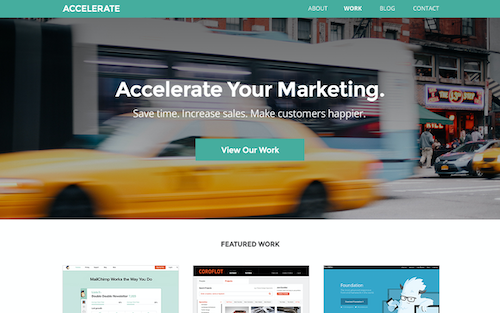 ACCELERATE
ABOUT WORK BLOG CONTACT
Accelerate Your Marketing.
Save time. Increase sales. Make customers happier.
View Our Work
FEATURED WORK
MailChimp Works the Way You Do
COROFLOT
Foundation